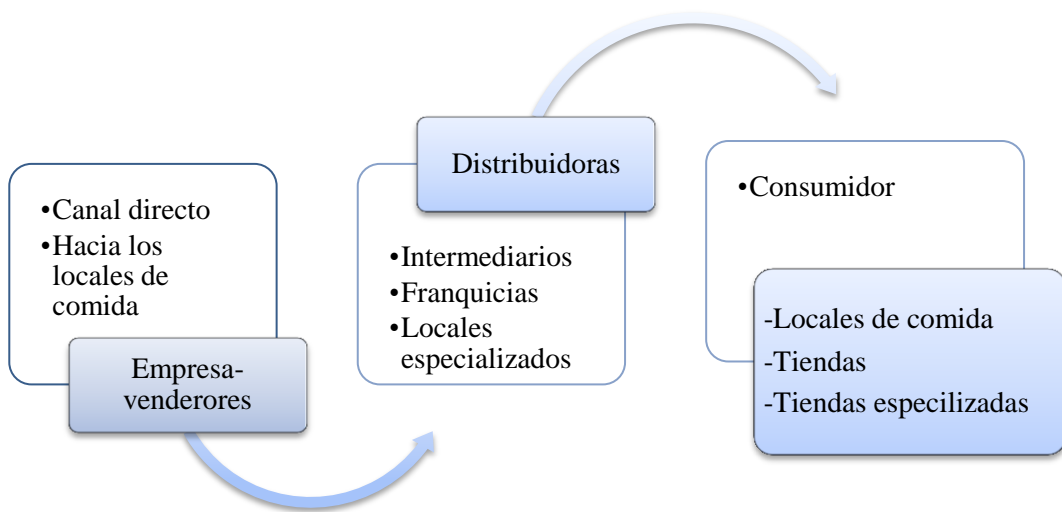 •Canal directo
•Hacia los
locales de
comida
Empresa-
venderores
Distribuidoras
•Intermediarios
•Franquicias
•Locales
especializados
•Consumidor
-Locales de comida
-Tiendas
-Tiendas especilizadas